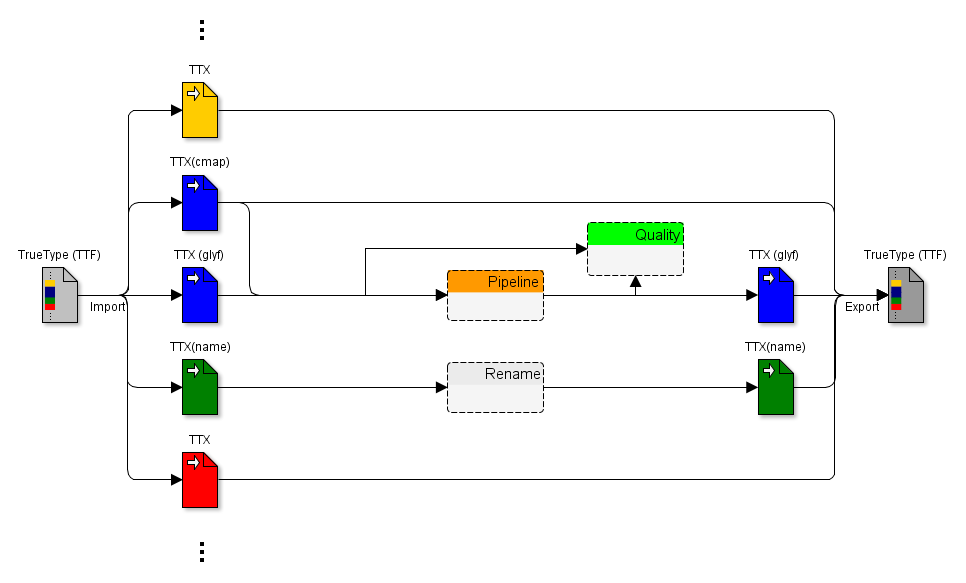 TTX
TTX(cmap)
Quality
TrueType (TTF)
TTX (glyf)
TTX (glyf)
TrueType (TTF)
Pipeline
Import
Export
TTX(name)
TTX(name)
Rename
TTX